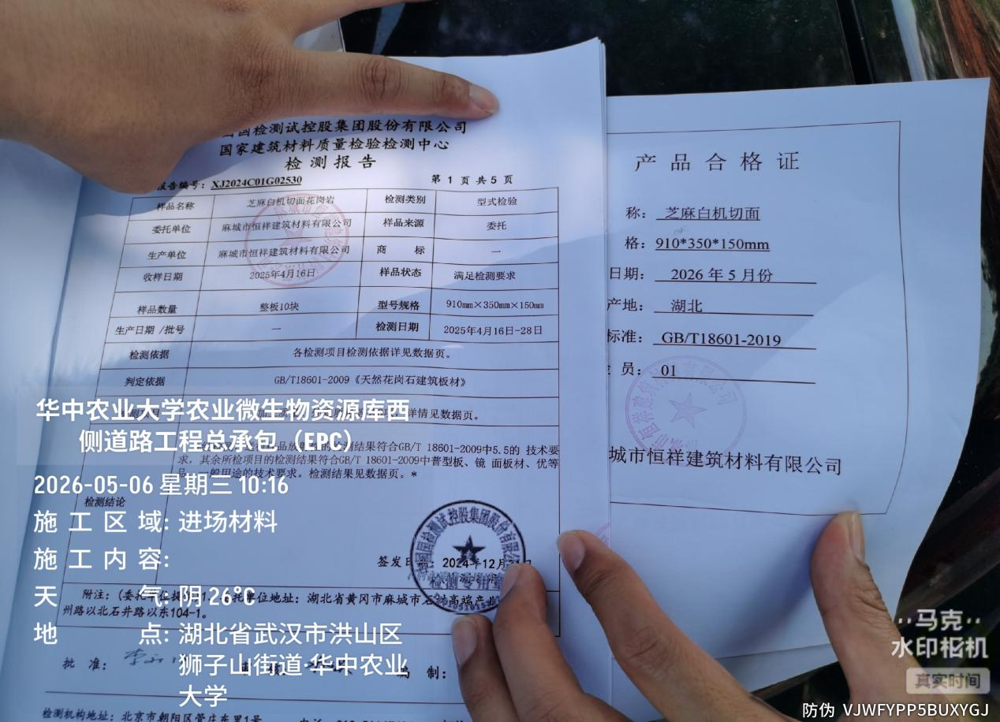 国检测试控股集团股份有限公司
国家建筑材料质量检验检测中心
检测报告
报告编号：XJ2024C01G02530 第 1 页 共 5 页
样品名称 芝麻白机切面花岗岩 检测类别 型式检验
委托单位 麻城市恒祥建筑材料有限公司 样品来源 委托
生产单位 麻城市恒祥建筑材料有限公司 商 标 —
收样日期 2025年4月16日 样品状态 满足检测要求
样品数量 整板10块 型号规格 910mm×350mm×150mm
生产日期/批号 — 检测日期 2025年4月16日-28日
检测依据 各检测项目检测依据详见数据页。
判定依据 GB/T18601-2009《天然花岗石建筑板材》
详情见数据页。
检测结果符合GB/T 18601-2009中5.5的 技术要
求，其余所检项目的检测结果符合GB/T 18601-2009中普型板、镜 面板材、优等
品、一般用途的技术要求。检测结果见数据页。*
检测结论
签发日 2024年12月
检测专用章
附注：(委托单位提供)1. 委托单位地址：湖北省黄冈市麻城市石材高端产业
州路以北石井路以东104-1。
批 准： 编 制：
检测机构地址：北京市朝阳区管庄东里1号
产 品 合 格 证
称：芝麻白机切面
格：910*350*150mm
日期：2026 年 5 月份
产地：湖北
标准：GB/T18601-2019
员：01
城市恒祥建筑材料有限公司
华中农业大学农业微生物资源库西
侧道路工程总承包（EPC）
2026-05-06 星期三 10:16
施工区域：进场材料
施工内容：
天 气：阴 26℃
地 点：湖北省武汉市洪山区
狮子山街道 华中农业
大学
马克
水印相机
真实时间
防伪 VJWFYPP5BUXYGJ